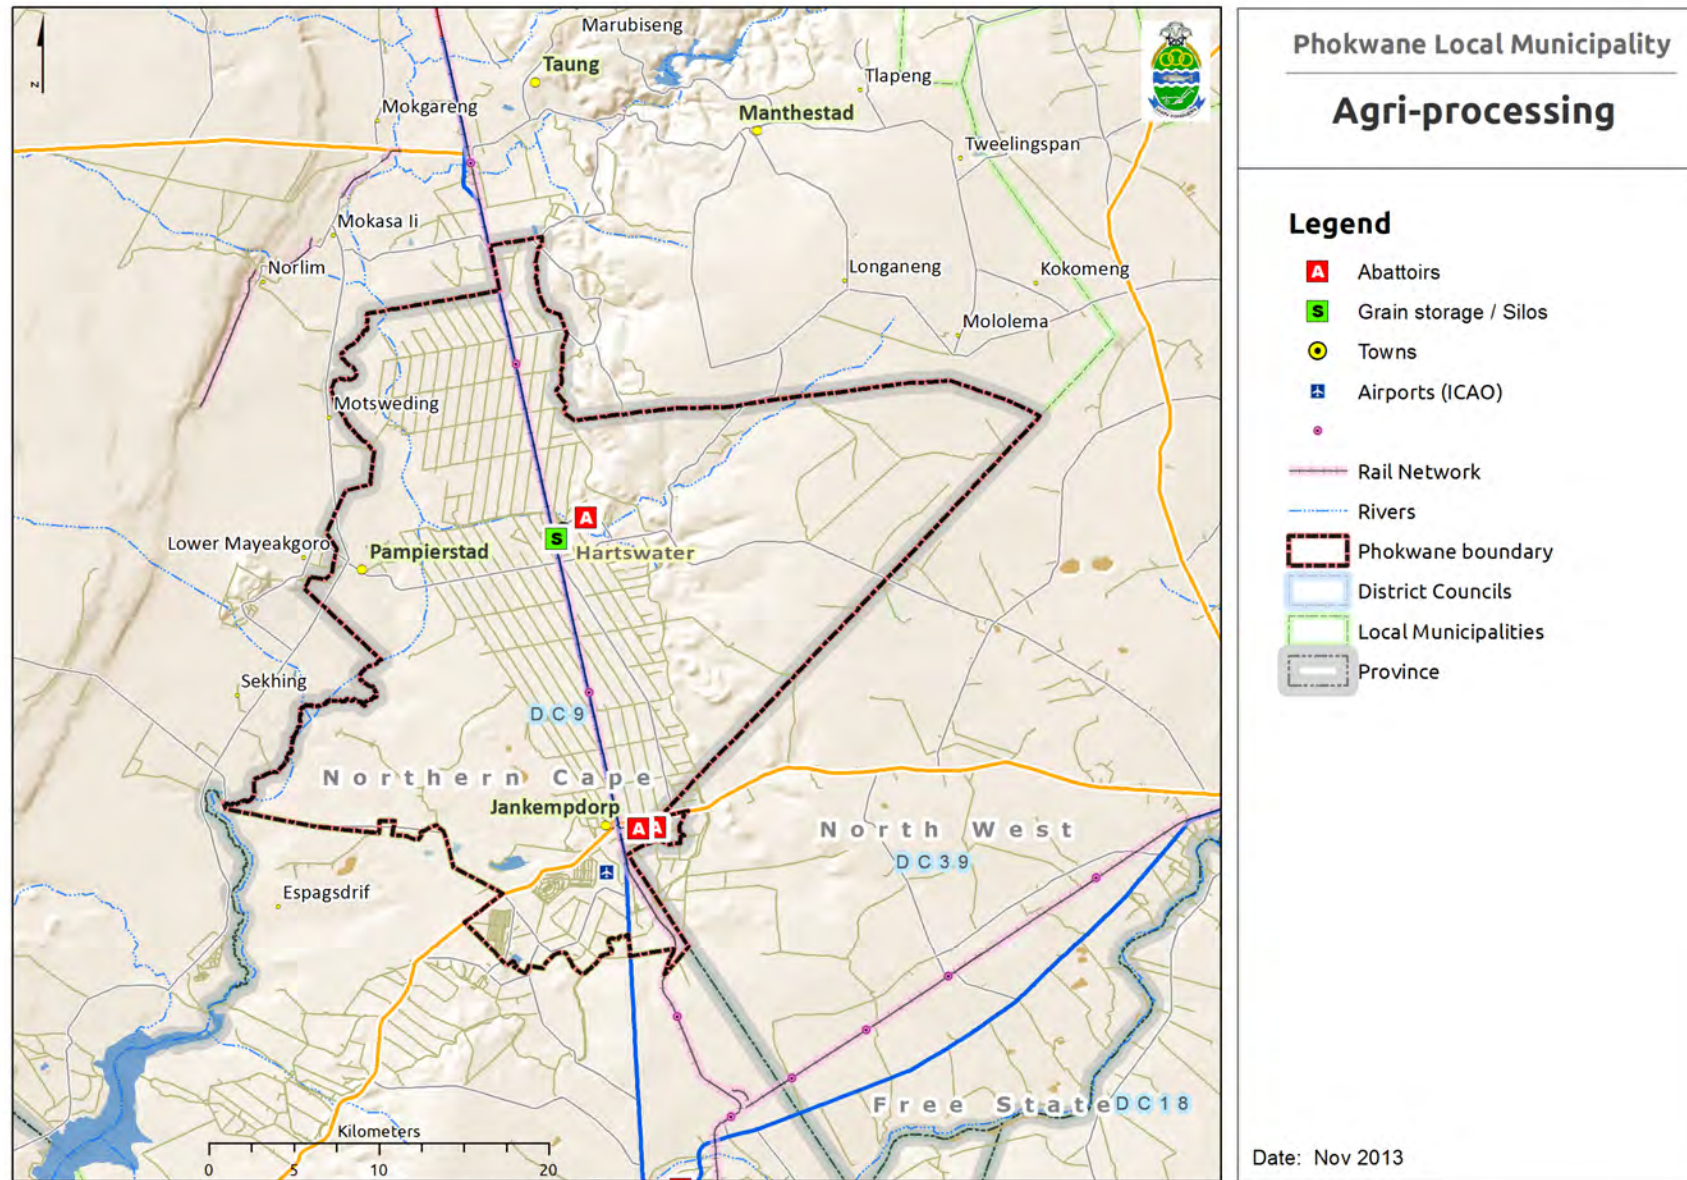 Phokwane Local Municipality
Agri-processing
Legend
A Abattoirs
S Grain storage / Silos
Towns
Airports (ICAO)
Rail Network
Rivers
Phokwane boundary
District Councils
Local Municipalities
Province
Date: Nov 2013
Z
Marubiseng
Taung
Tlapeng
Mokgareng
Manthestad
Tweelingspan
Mokasa Ii
Norlim
Longaneng
Kokomeng
Mololema
Motsweding
A
S
Hartswater
Lower Mayeakgoro
Pampierstad
Sekhing
DC9
Northern Cape
Jankempdorp
A A
North West
DC39
Espagsdrif
Free State DC18
Kilometers
0 5 10 20